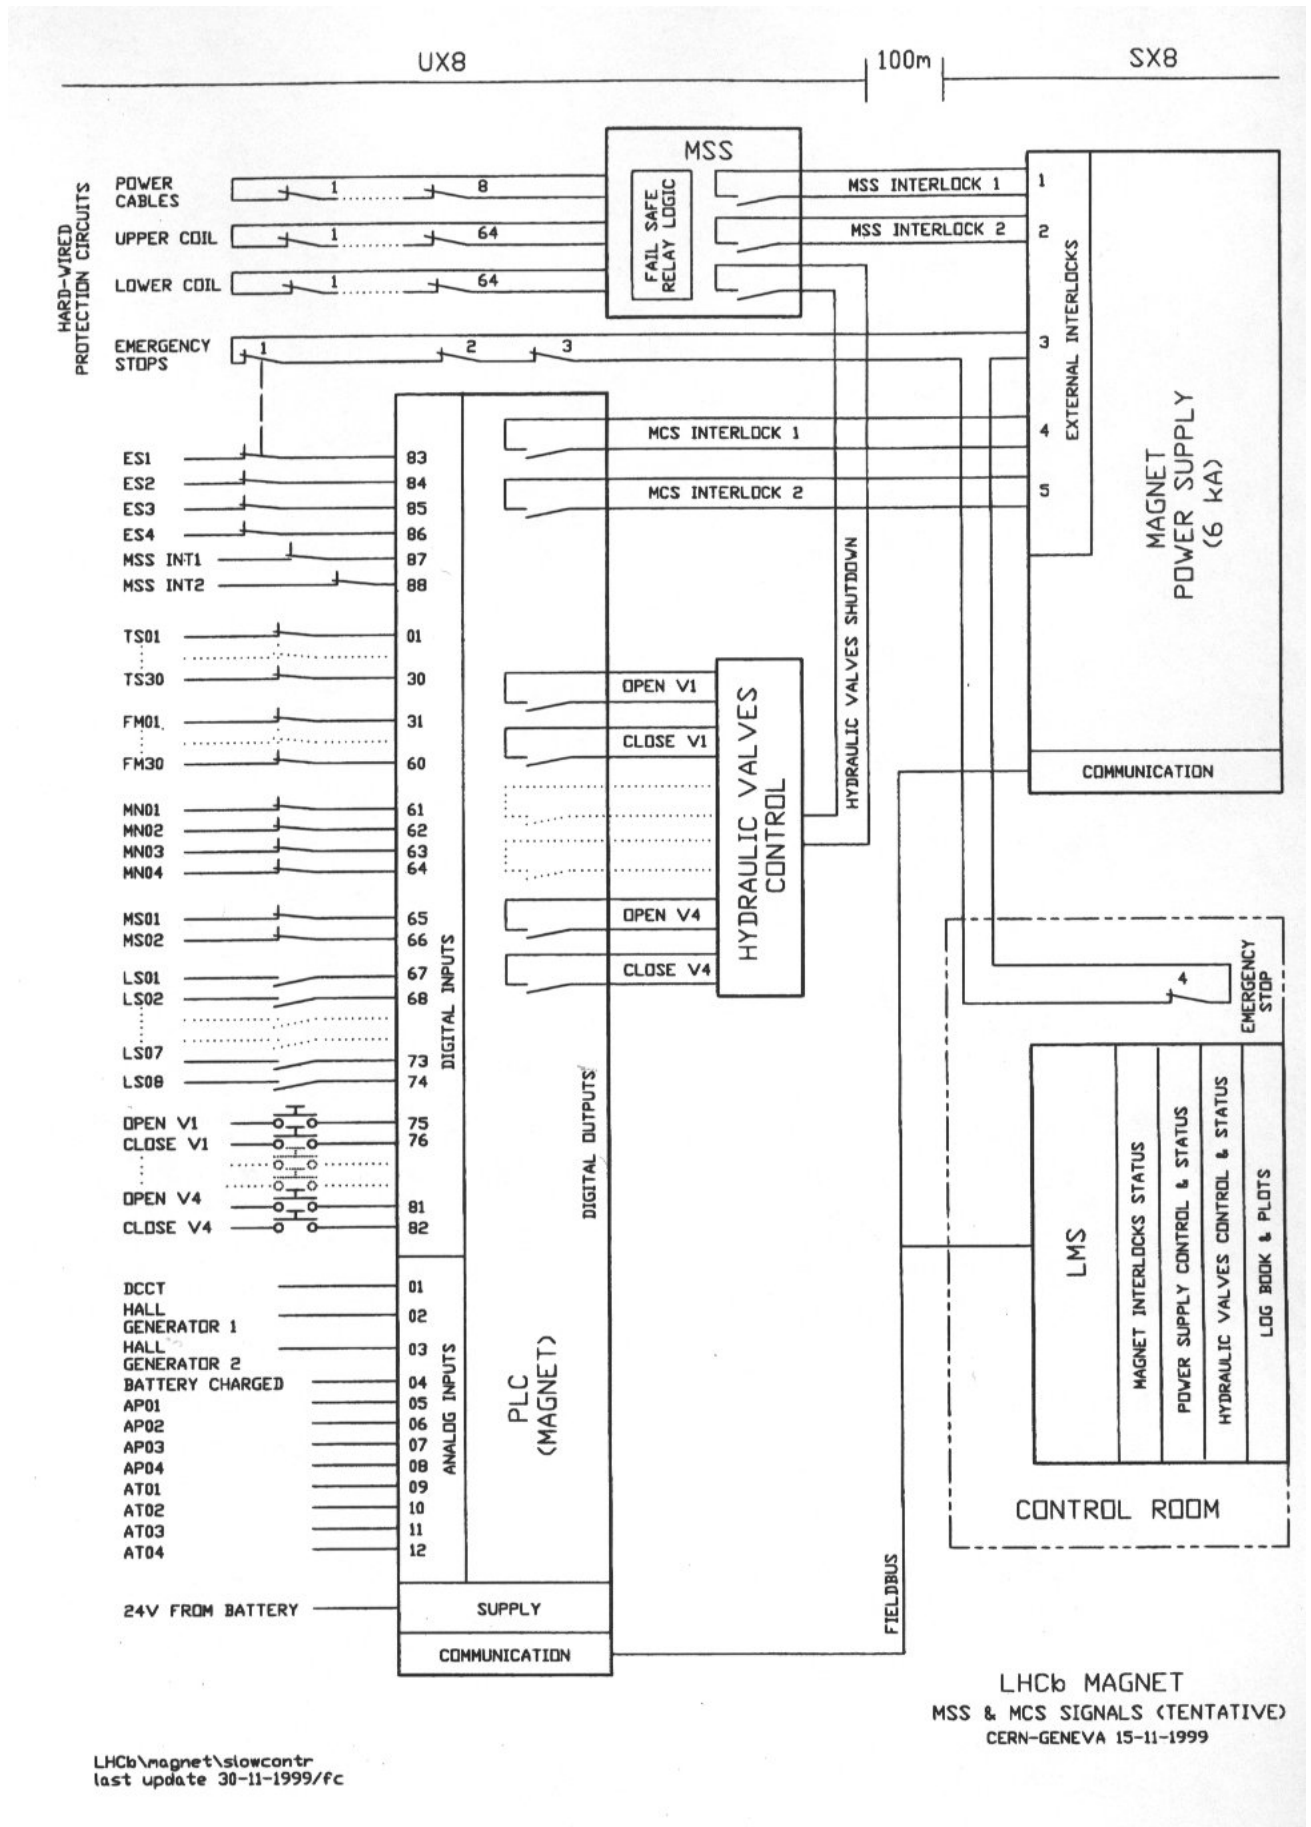 UX8
100m
SX8
HARD-WIRED
PROTECTION CIRCUITS
POWER
CABLES
1
8
UPPER COIL
1
64
LOWER COIL
1
64
EMERGENCY
STOPS
1
2
3
MSS
FAIL SAFE
RELAY LOGIC
MSS INTERLOCK 1
MSS INTERLOCK 2
1
2
3
4
5
EXTERNAL INTERLOCKS
MAGNET
POWER SUPPLY
(6 kA)
COMMUNICATION
MCS INTERLOCK 1
MCS INTERLOCK 2
HYDRAULIC VALVES SHUTDOWN
ES1
83
ES2
84
ES3
85
ES4
86
MSS INT1
87
MSS INT2
88
TS01
01
TS30
30
FM01
31
FM30
60
MN01
61
MN02
62
MN03
63
MN04
64
MS01
65
MS02
66
LS01
67
LS02
68
LS07
73
LS08
74
OPEN V1
75
CLOSE V1
76
OPEN V4
81
CLOSE V4
82
DIGITAL INPUTS
DIGITAL OUTPUTS
OPEN V1
CLOSE V1
OPEN V4
CLOSE V4
HYDRAULIC VALVES
CONTROL
DCCT
01
HALL
GENERATOR 1
02
HALL
GENERATOR 2
03
BATTERY CHARGED
04
AP01
05
AP02
06
AP03
07
AP04
08
AT01
09
AT02
10
AT03
11
AT04
12
ANALOG INPUTS
PLC
(MAGNET)
24V FROM BATTERY
SUPPLY
COMMUNICATION
FIELDBUS
4
EMERGENCY
STOP
LMS
MAGNET INTERLOCKS STATUS
POWER SUPPLY CONTROL & STATUS
HYDRAULIC VALVES CONTROL & STATUS
LOG BOOK & PLOTS
CONTROL ROOM
LHCb MAGNET
MSS & MCS SIGNALS (TENTATIVE)
CERN-GENEVA 15-11-1999
LHCb\magnet\slowcontr
last update 30-11-1999/fc